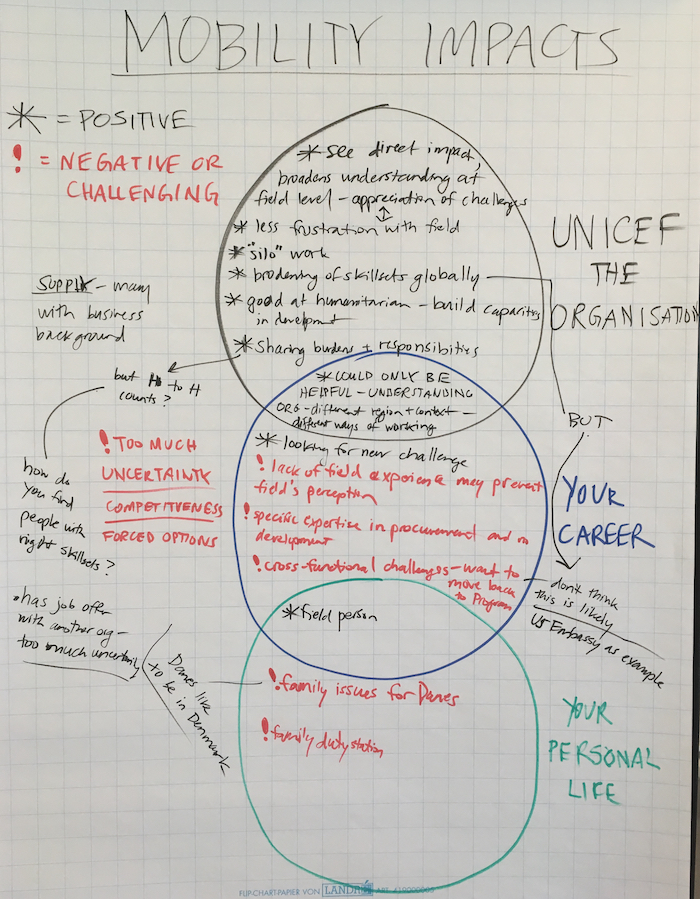 MOBILITY IMPACTS
* = POSITIVE
! = NEGATIVE OR
CHALLENGING
* see direct impact,
broadens understanding at
field level - appreciation of challenges
* less frustration with field
* "silo" work
* brodening of skillsets globally
* good at humanitarian - build capacities
in development
* Sharing burdens + responsibilities
UNICEF
THE
ORGANISATION
SUPPLY - many
with business
background
but H to H
counts?
how do
you find
people with
right skillsets?
* COULD ONLY BE
HELPFUL - UNDERSTANDING
ORG - different region + context -
different ways of working
* looking for new challenge
! lack of field experience may prevent
field's perception
! specific expertise in procurement and in
development
! cross-functional challenges - want to
move back
to Program
BUT
YOUR
CAREER
don't think
this is likely
US Embassy as example
! TOO MUCH
UNCERTAINTY
COMPETITIVENESS
FORCED OPTIONS
• has job offer
with another org -
too much uncertainty
Danes like
to be in Denmark
* field person
! family issues for Danes
! family duty station
YOUR
PERSONAL
LIFE
FLIP-CHART-PAPIER VON LANDRÉ ART.